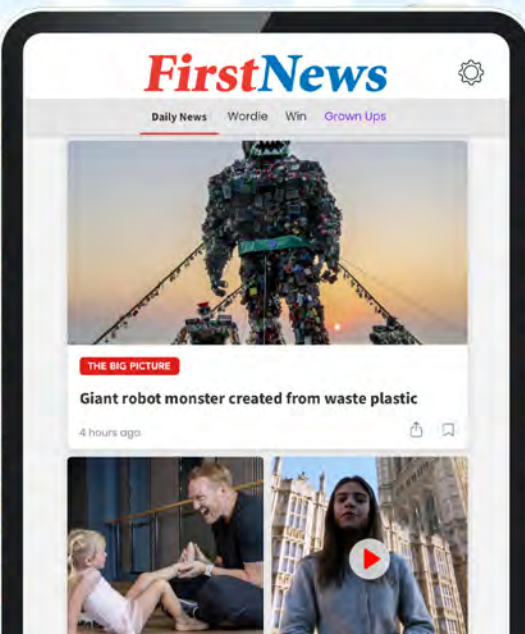 FirstNews
Daily News Wordle Win Grown Ups
THE BIG PICTURE
Giant robot monster created from waste plastic
4 hours ago